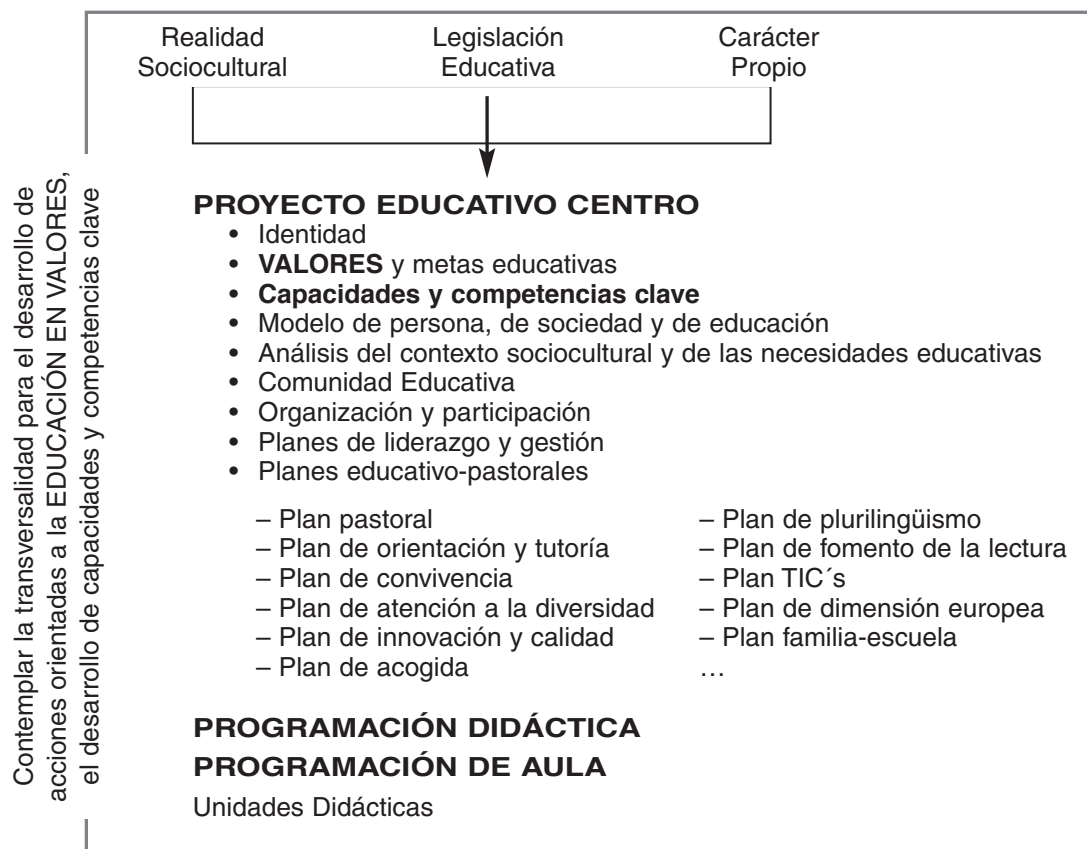 Realidad
Sociocultural
Legislación
Educativa
Carácter
Propio
Contemplar la transversalidad para el desarrollo de
acciones orientadas a la EDUCACIÓN EN VALORES,
el desarrollo de capacidades y competencias clave
PROYECTO EDUCATIVO CENTRO
• Identidad
• VALORES y metas educativas
• Capacidades y competencias clave
• Modelo de persona, de sociedad y de educación
• Análisis del contexto sociocultural y de las necesidades educativas
• Comunidad Educativa
• Organización y participación
• Planes de liderazgo y gestión
• Planes educativo-pastorales
– Plan pastoral
– Plan de orientación y tutoría
– Plan de convivencia
– Plan de atención a la diversidad
– Plan de innovación y calidad
– Plan de acogida
– Plan de plurilingüismo
– Plan de fomento de la lectura
– Plan TIC´s
– Plan de dimensión europea
– Plan familia-escuela
…
PROGRAMACIÓN DIDÁCTICA
PROGRAMACIÓN DE AULA
Unidades Didácticas